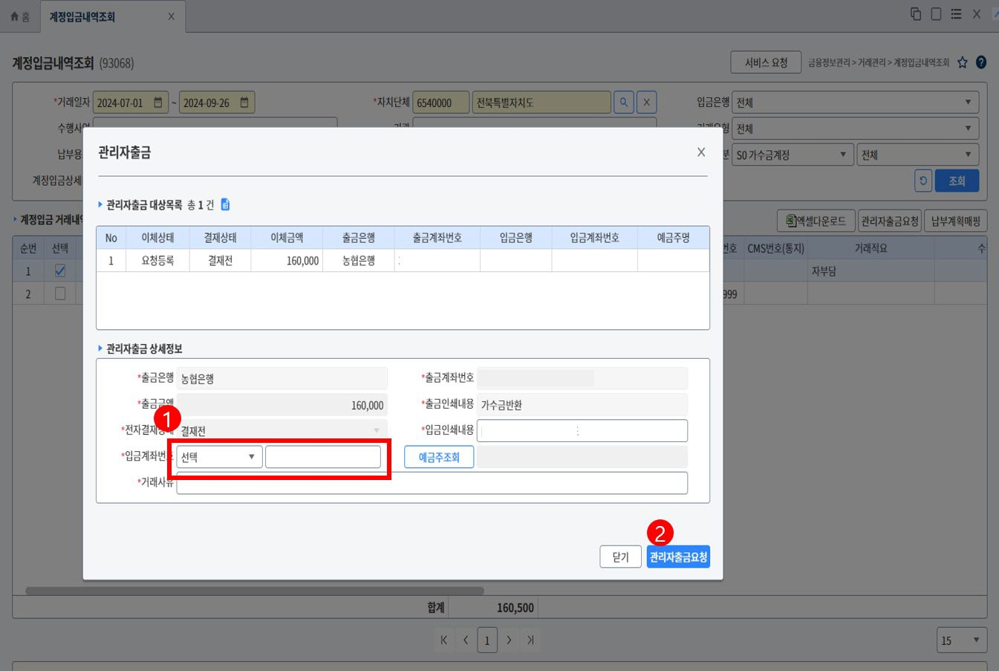 홈 계정입금내역조회 X
계정입금내역조회 (93068) 서비스 요청 금융정보관리 > 거래관리 > 계정입금내역조회 ?
*거래일자 2024-07-01 ~ 2024-09-26 *자치단체 6540000 전북특별자치도 X 입금은행 전체
수행사업 전체
납부용 S0 가수금계정 전체
계정입금상세 조회
관리자출금 X
계정입금 거래내역 엑셀다운로드 관리자출금요청 납부계획매핑
관리자출금 대상목록 총 1 건
순번 선택 CMS번호(통지) 거래적요
No 이체상태 결재상태 이체금액 출금은행 출금계좌번호 입금은행 입금계좌번호 예금주명
1 요청등록 결재전 160,000 농협은행
1 자부담
2 999
관리자출금 상세정보
*출금은행 농협은행 *출금계좌번호
*출금금액 160,000 *출금인쇄내용 가수금반환
1
*전자결재상태 결재전 *입금인쇄내용
*입금계좌번호 선택 예금주조회
*거래사유
2
닫기 관리자출금요청
합계 160,500
1 15